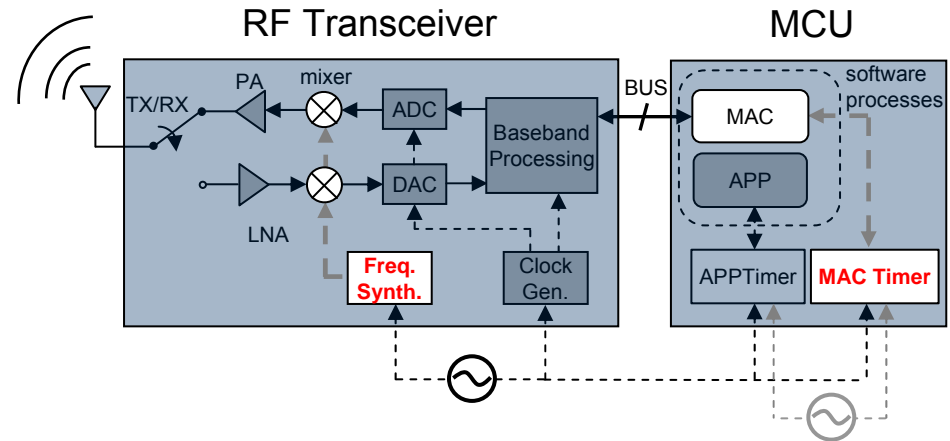 RF Transceiver
MCU
PA
mixer
TX/RX
ADC
Baseband
Processing
BUS
software
processes
MAC
DAC
APP
LNA
Freq.
Synth.
Clock
Gen.
APPTimer
MAC Timer